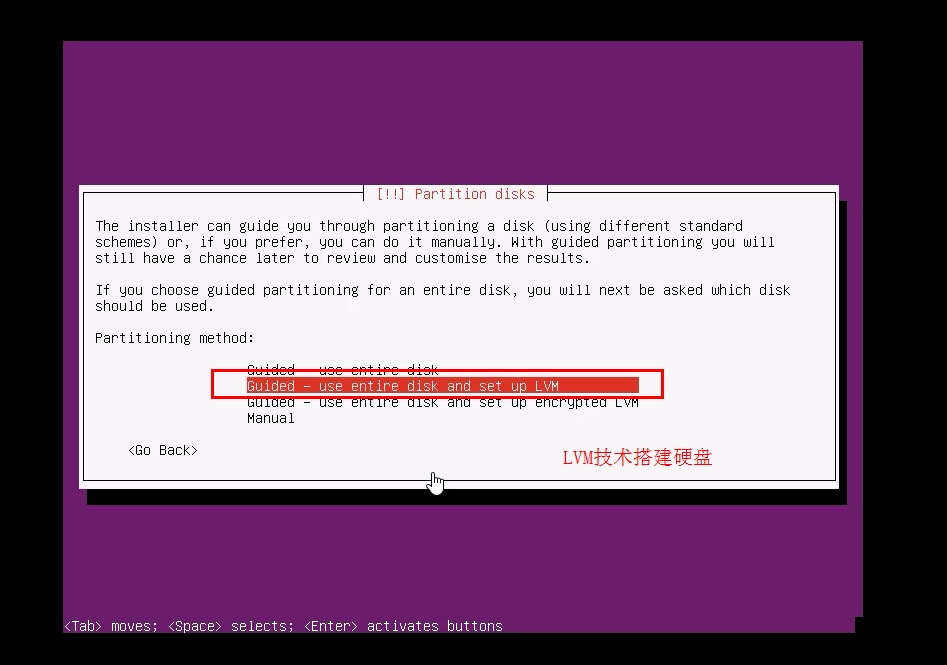 [!!] Partition disks
The installer can guide you through partitioning a disk (using different standard
schemes) or, if you prefer, you can do it manually. With guided partitioning you will
still have a chance later to review and customise the results.
If you choose guided partitioning for an entire disk, you will next be asked which disk
should be used.
Partitioning method:
Guided - use entire disk
Guided - use entire disk and set up LVM
Guided - use entire disk and set up encrypted LVM
Manual
<Go Back>
LVM技术搭建硬盘
<Tab> moves; <Space> selects; <Enter> activates buttons